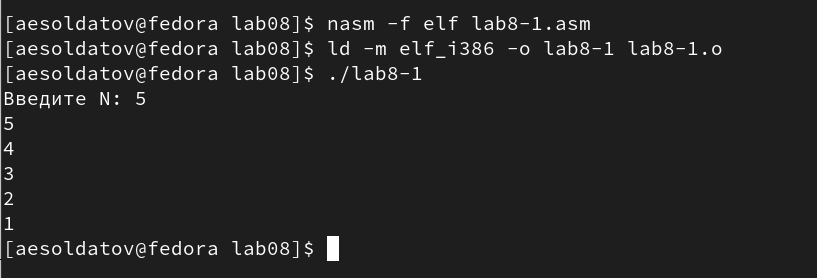 [aesoldatov@fedora lab08]$ nasm -f elf lab8-1.asm
[aesoldatov@fedora lab08]$ ld -m elf_i386 -o lab8-1 lab8-1.o
[aesoldatov@fedora lab08]$ ./lab8-1
Введите N: 5
5
4
3
2
1
[aesoldatov@fedora lab08]$